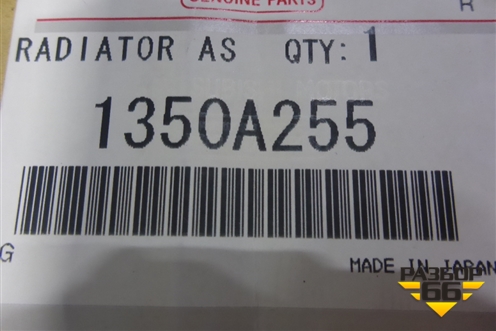 GENUINE PARTS
R
RADIATOR AS QTY: 1
1350A255
G
MADE IN JAPAN
РАЗБОР
66